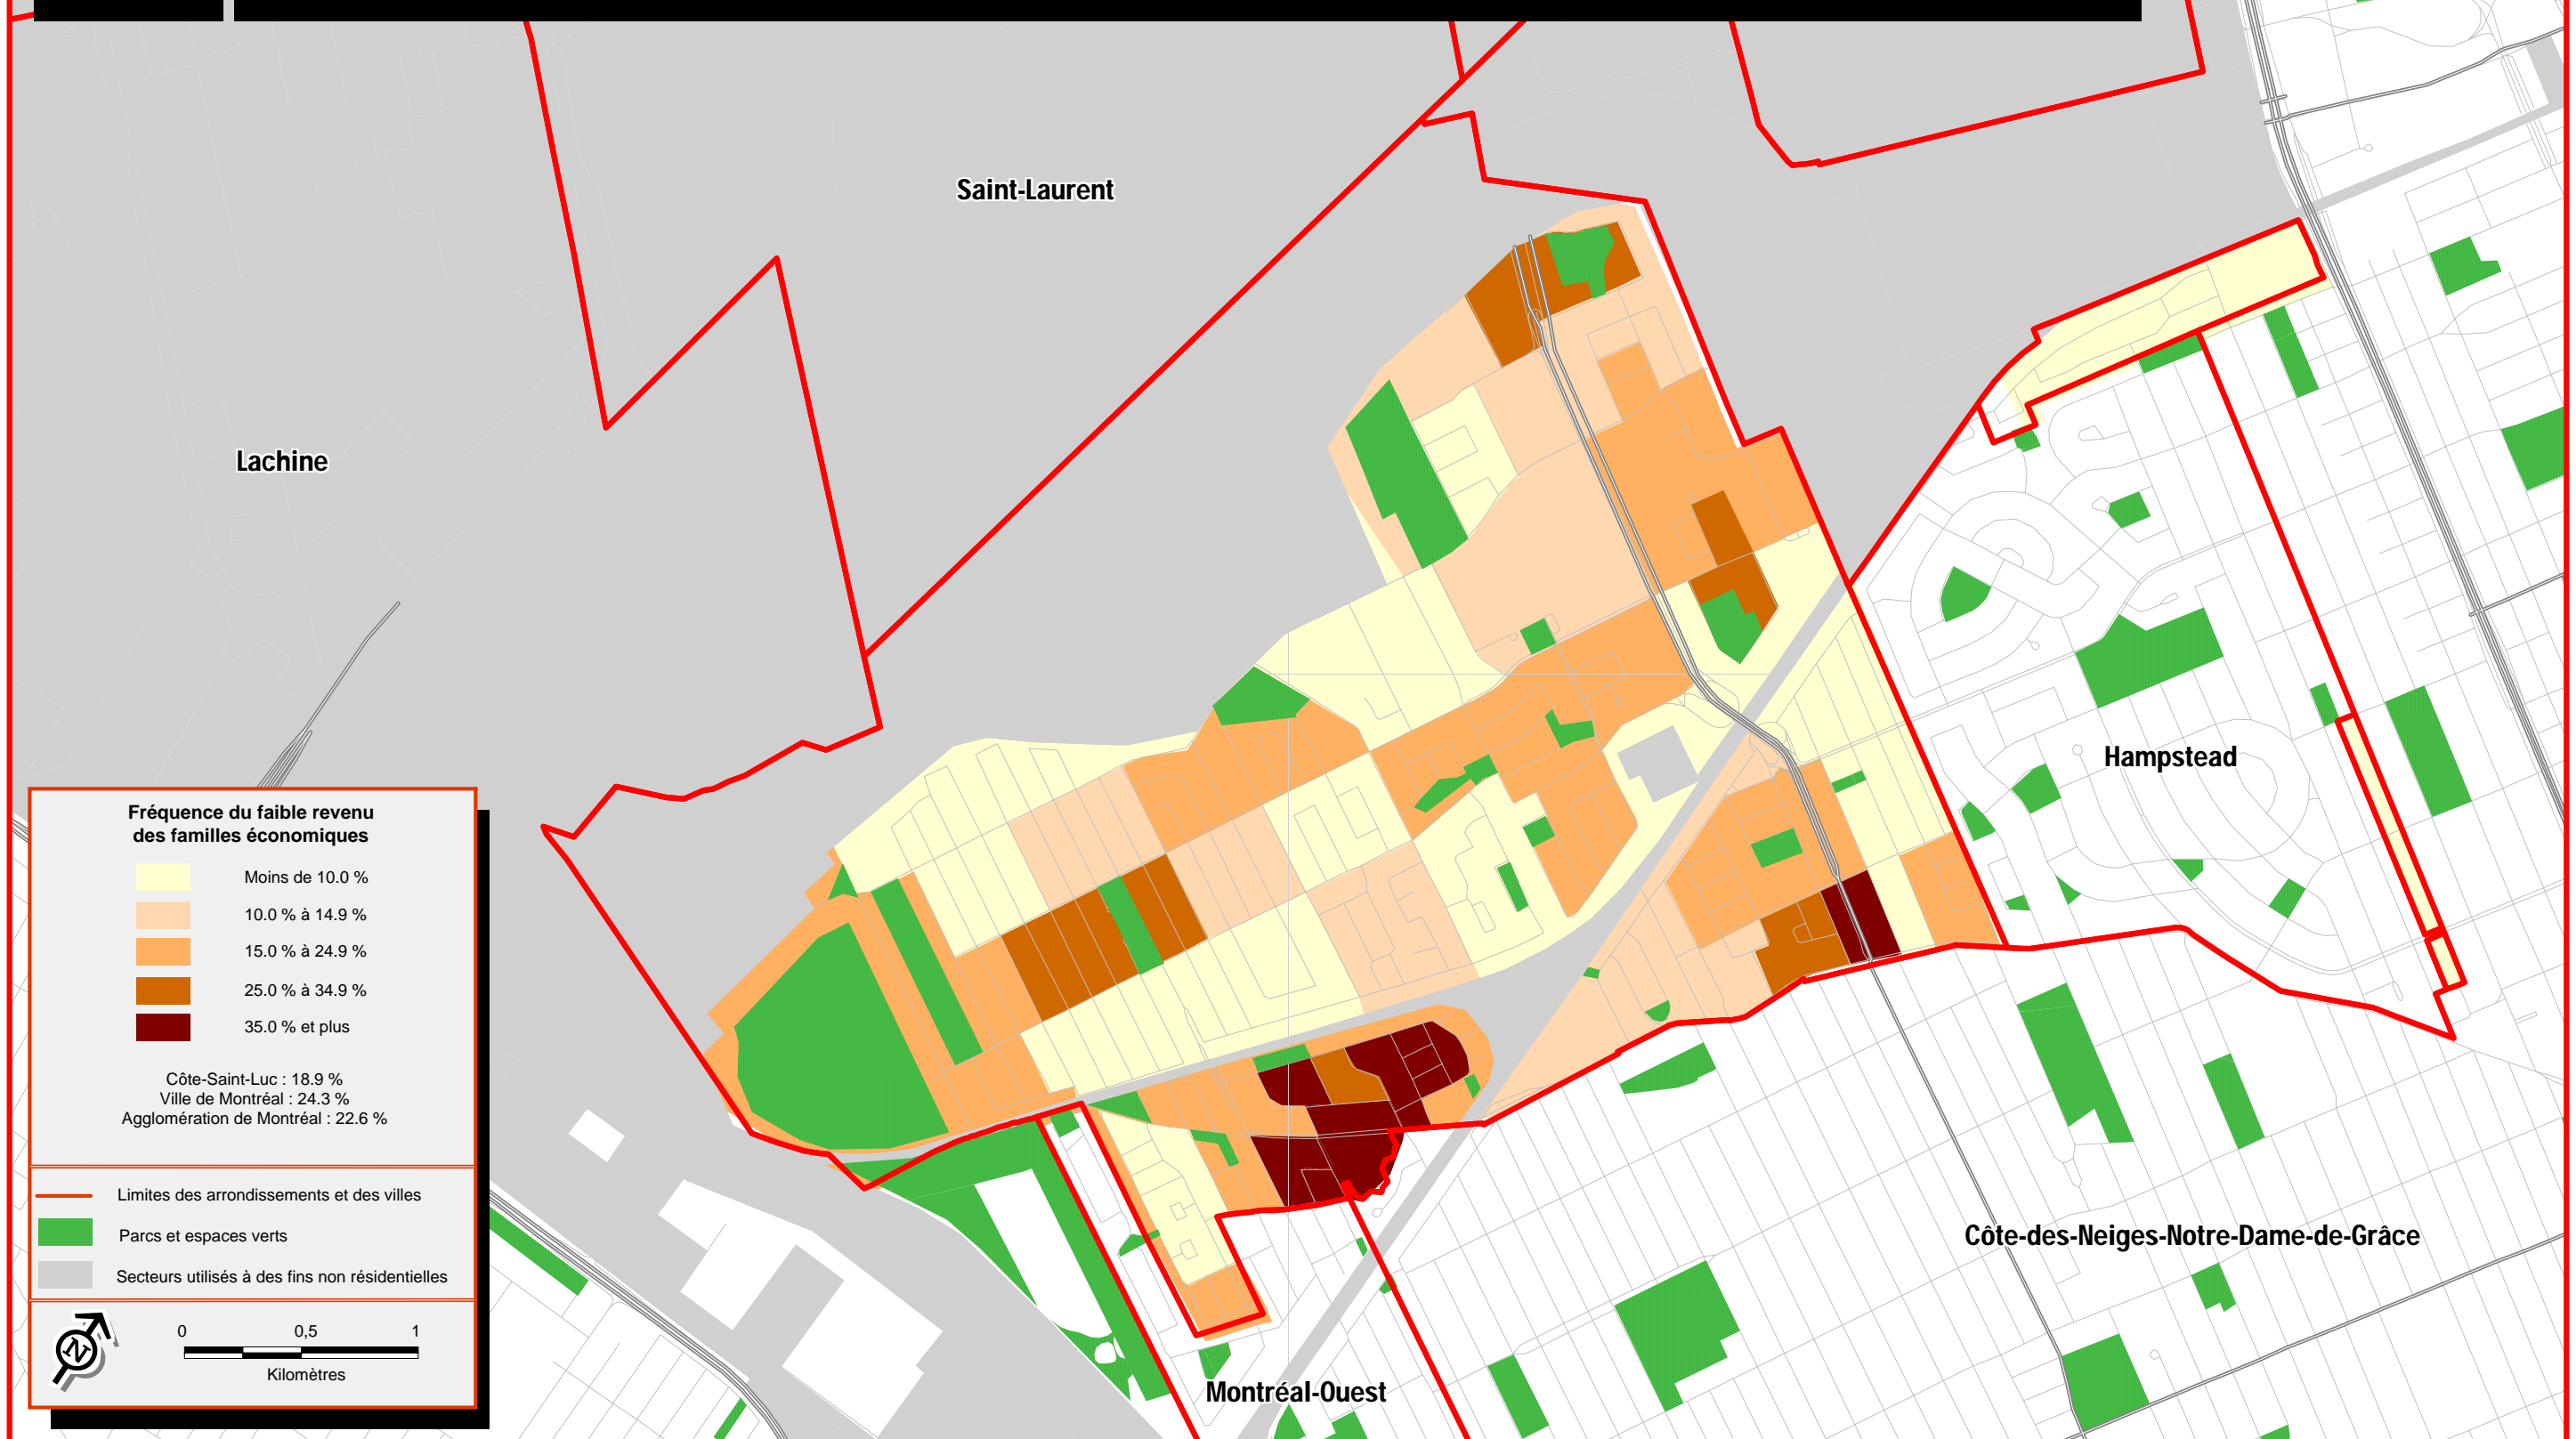 Saint-Laurent
Lachine
Hampstead
Côte-des-Neiges-Notre-Dame-de-Grâce
Montréal-Ouest
Fréquence du faible revenu
des familles économiques
Moins de 10.0 %
10.0 % à 14.9 %
15.0 % à 24.9 %
25.0 % à 34.9 %
35.0 % et plus
Côte-Saint-Luc : 18.9 %
Ville de Montréal : 24.3 %
Agglomération de Montréal : 22.6 %
Limites des arrondissements et des villes
Parcs et espaces verts
Secteurs utilisés à des fins non résidentielles
N
0 0,5 1
Kilomètres